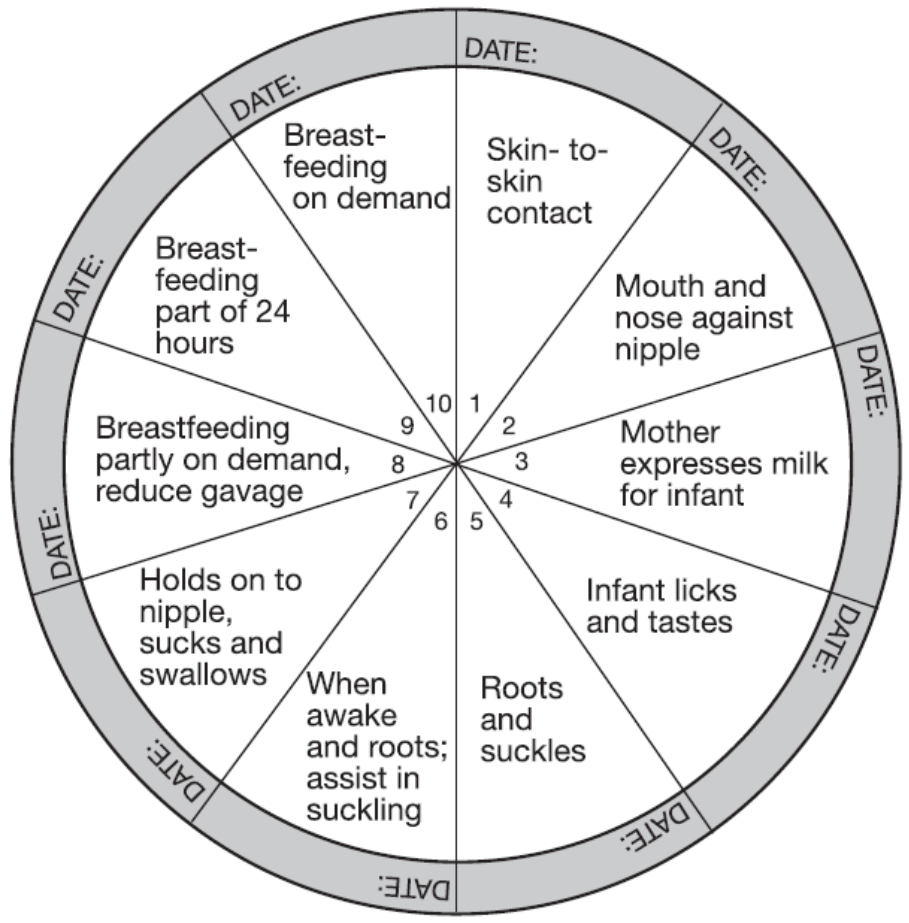 DATE:
Skin- to-
skin
contact
1
DATE:
Mouth and
nose against
nipple
2
DATE:
Mother
expresses milk
for infant
3
DATE:
Infant licks
and tastes
4
DATE:
Roots
and
suckles
5
DATE:
When
awake
and roots;
assist in
suckling
6
DATE:
Holds on to
nipple,
sucks and
swallows
7
DATE:
Breastfeeding
partly on demand,
reduce gavage
8
DATE:
Breast-
feeding
part of 24
hours
9
DATE:
Breast-
feeding
on demand
10